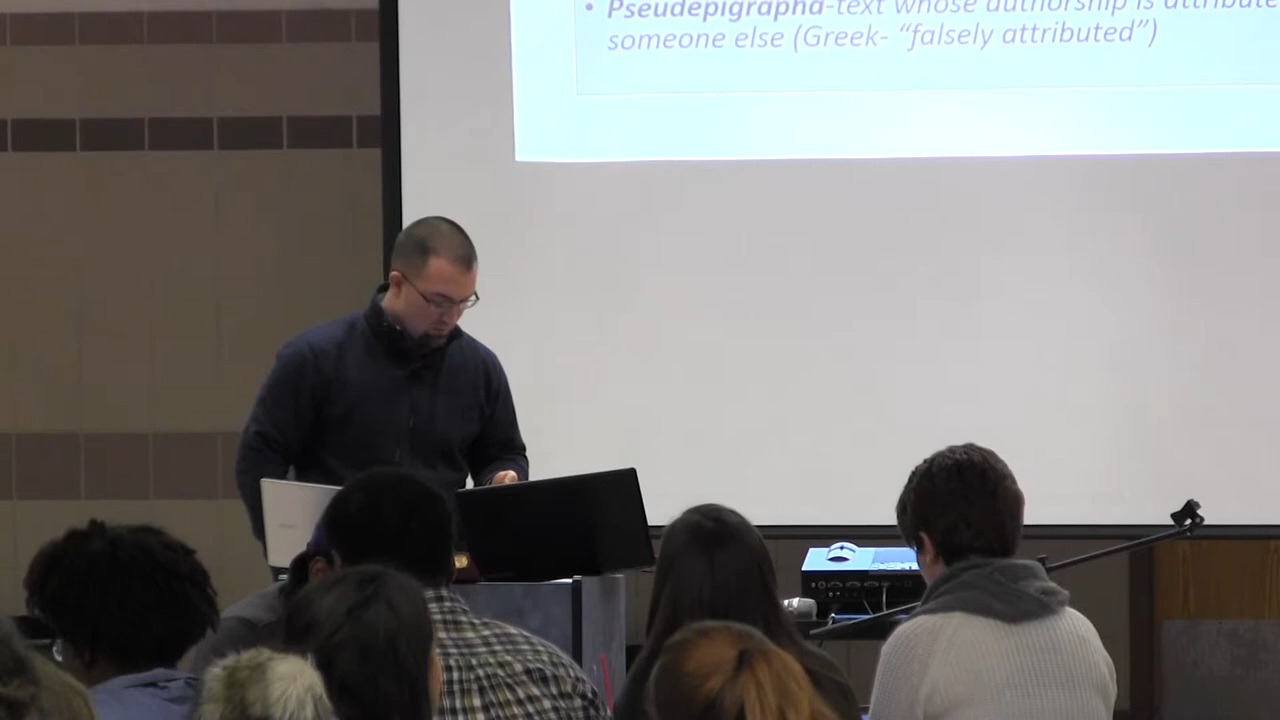 • Pseudepigrapha-text whose authorship is attribute
someone else (Greek- “falsely attributed”)